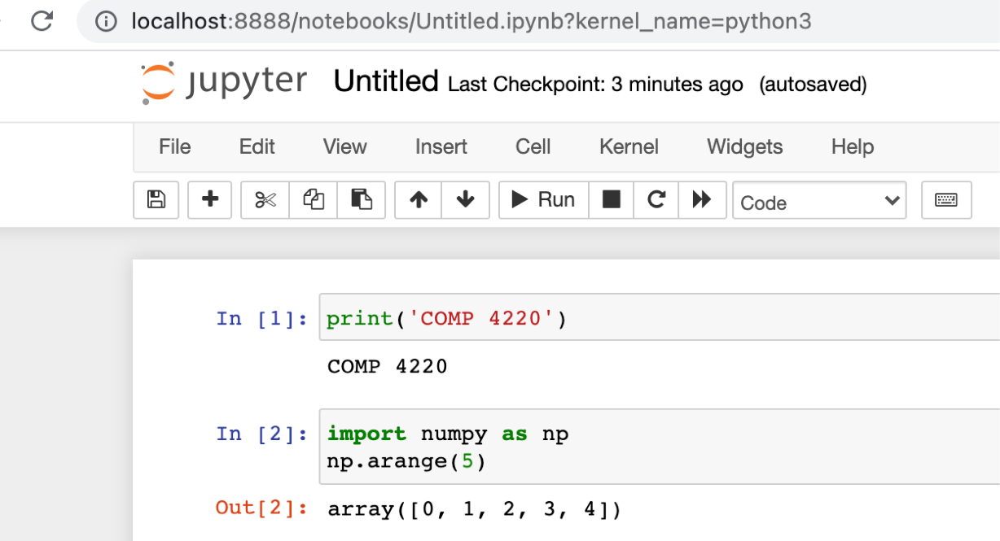 localhost:8888/notebooks/Untitled.ipynb?kernel_name=python3
jupyter Untitled Last Checkpoint: 3 minutes ago (autosaved)
File Edit View Insert Cell Kernel Widgets Help
Run Code
In [1]: print('COMP 4220')
COMP 4220
In [2]: import numpy as np
np.arange(5)
Out[2]: array([0, 1, 2, 3, 4])